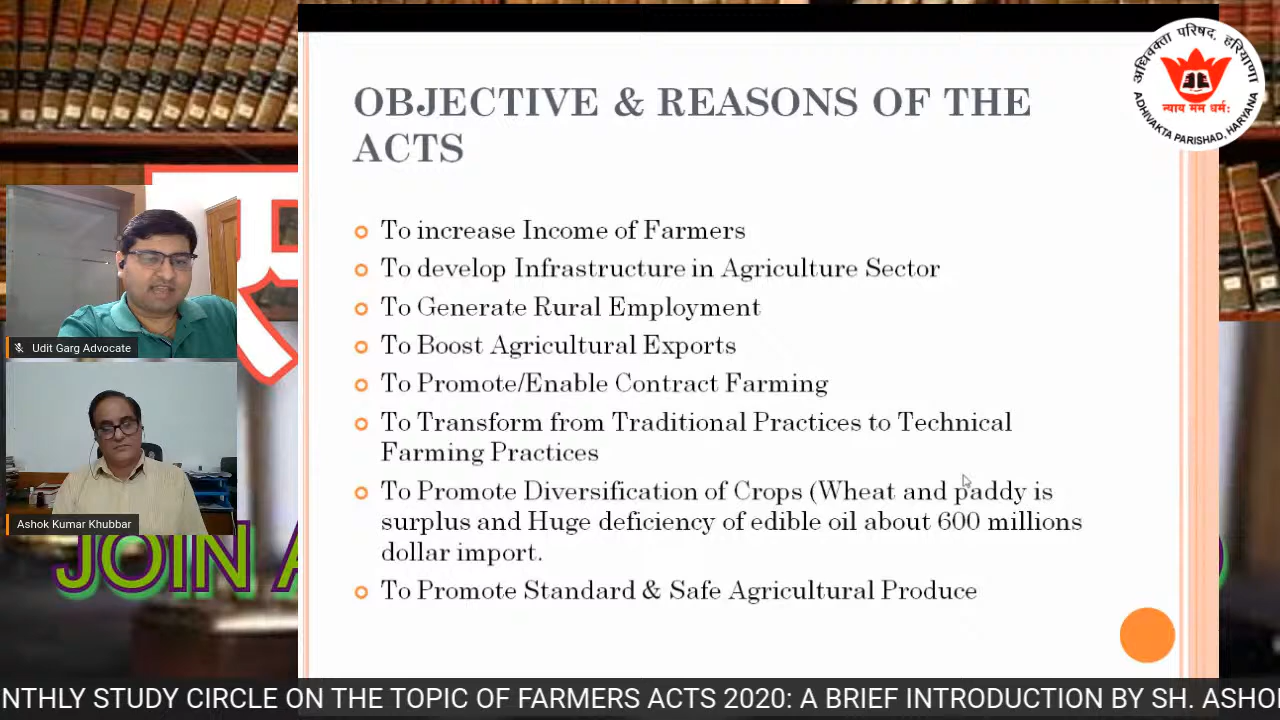 OBJECTIVE & REASONS OF THE
ACTS
To increase Income of Farmers
To develop Infrastructure in Agriculture Sector
To Generate Rural Employment
To Boost Agricultural Exports
To Promote/Enable Contract Farming
To Transform from Traditional Practices to Technical
Farming Practices
To Promote Diversification of Crops (Wheat and paddy is
surplus and Huge deficiency of edible oil about 600 millions
dollar import.
To Promote Standard & Safe Agricultural Produce
अधिवक्ता परिषद, हरियाणा
न्याय मम धर्म:
ADHIVAKTA PARISHAD, HARYANA
Udit Garg Advocate
Ashok Kumar Khubbar
JOIN
NTHLY STUDY CIRCLE ON THE TOPIC OF FARMERS ACTS 2020: A BRIEF INTRODUCTION BY SH. ASHO